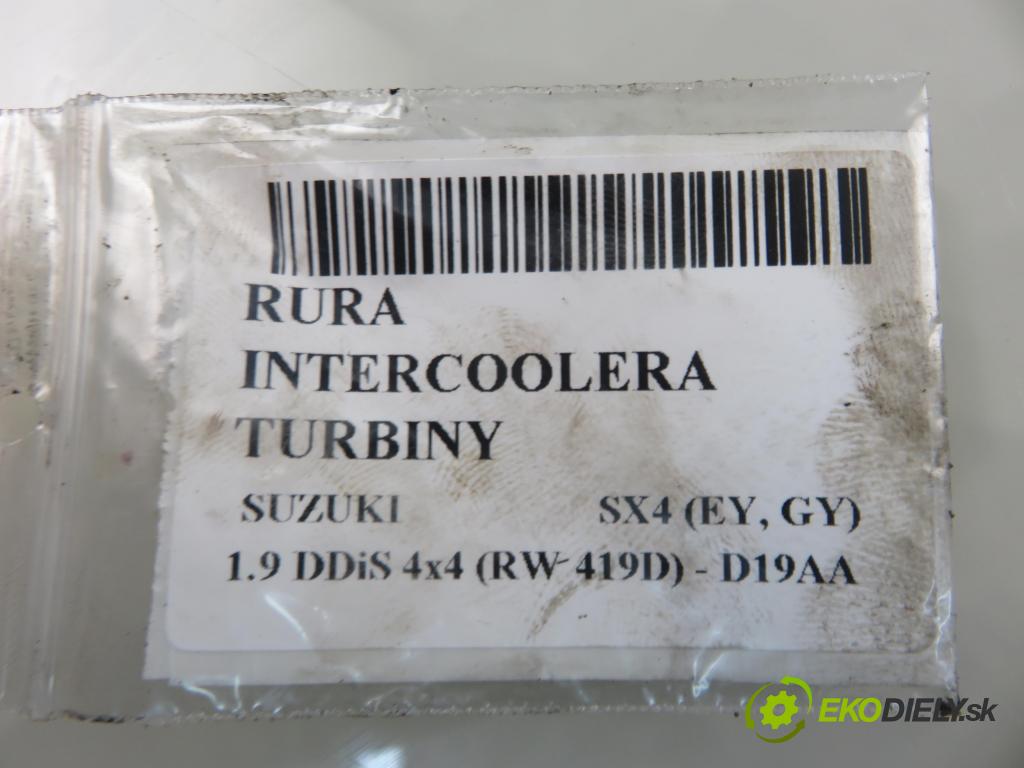 RURA
INTERCOOLERA
TURBINY
SUZUKI SX4 (EY, GY)
1.9 DDiS 4x4 (RW 419D) - D19AA
EKODIELY.sk